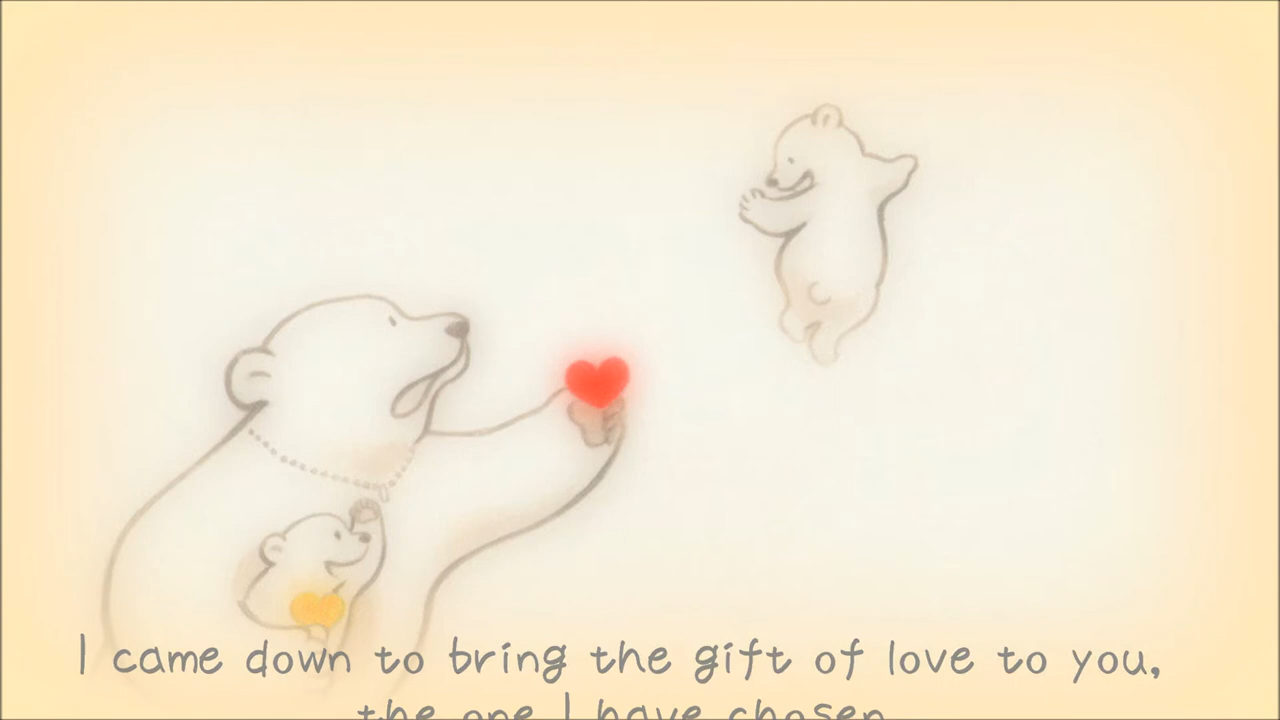 I came down to bring the gift of love to you,
the one I have chosen